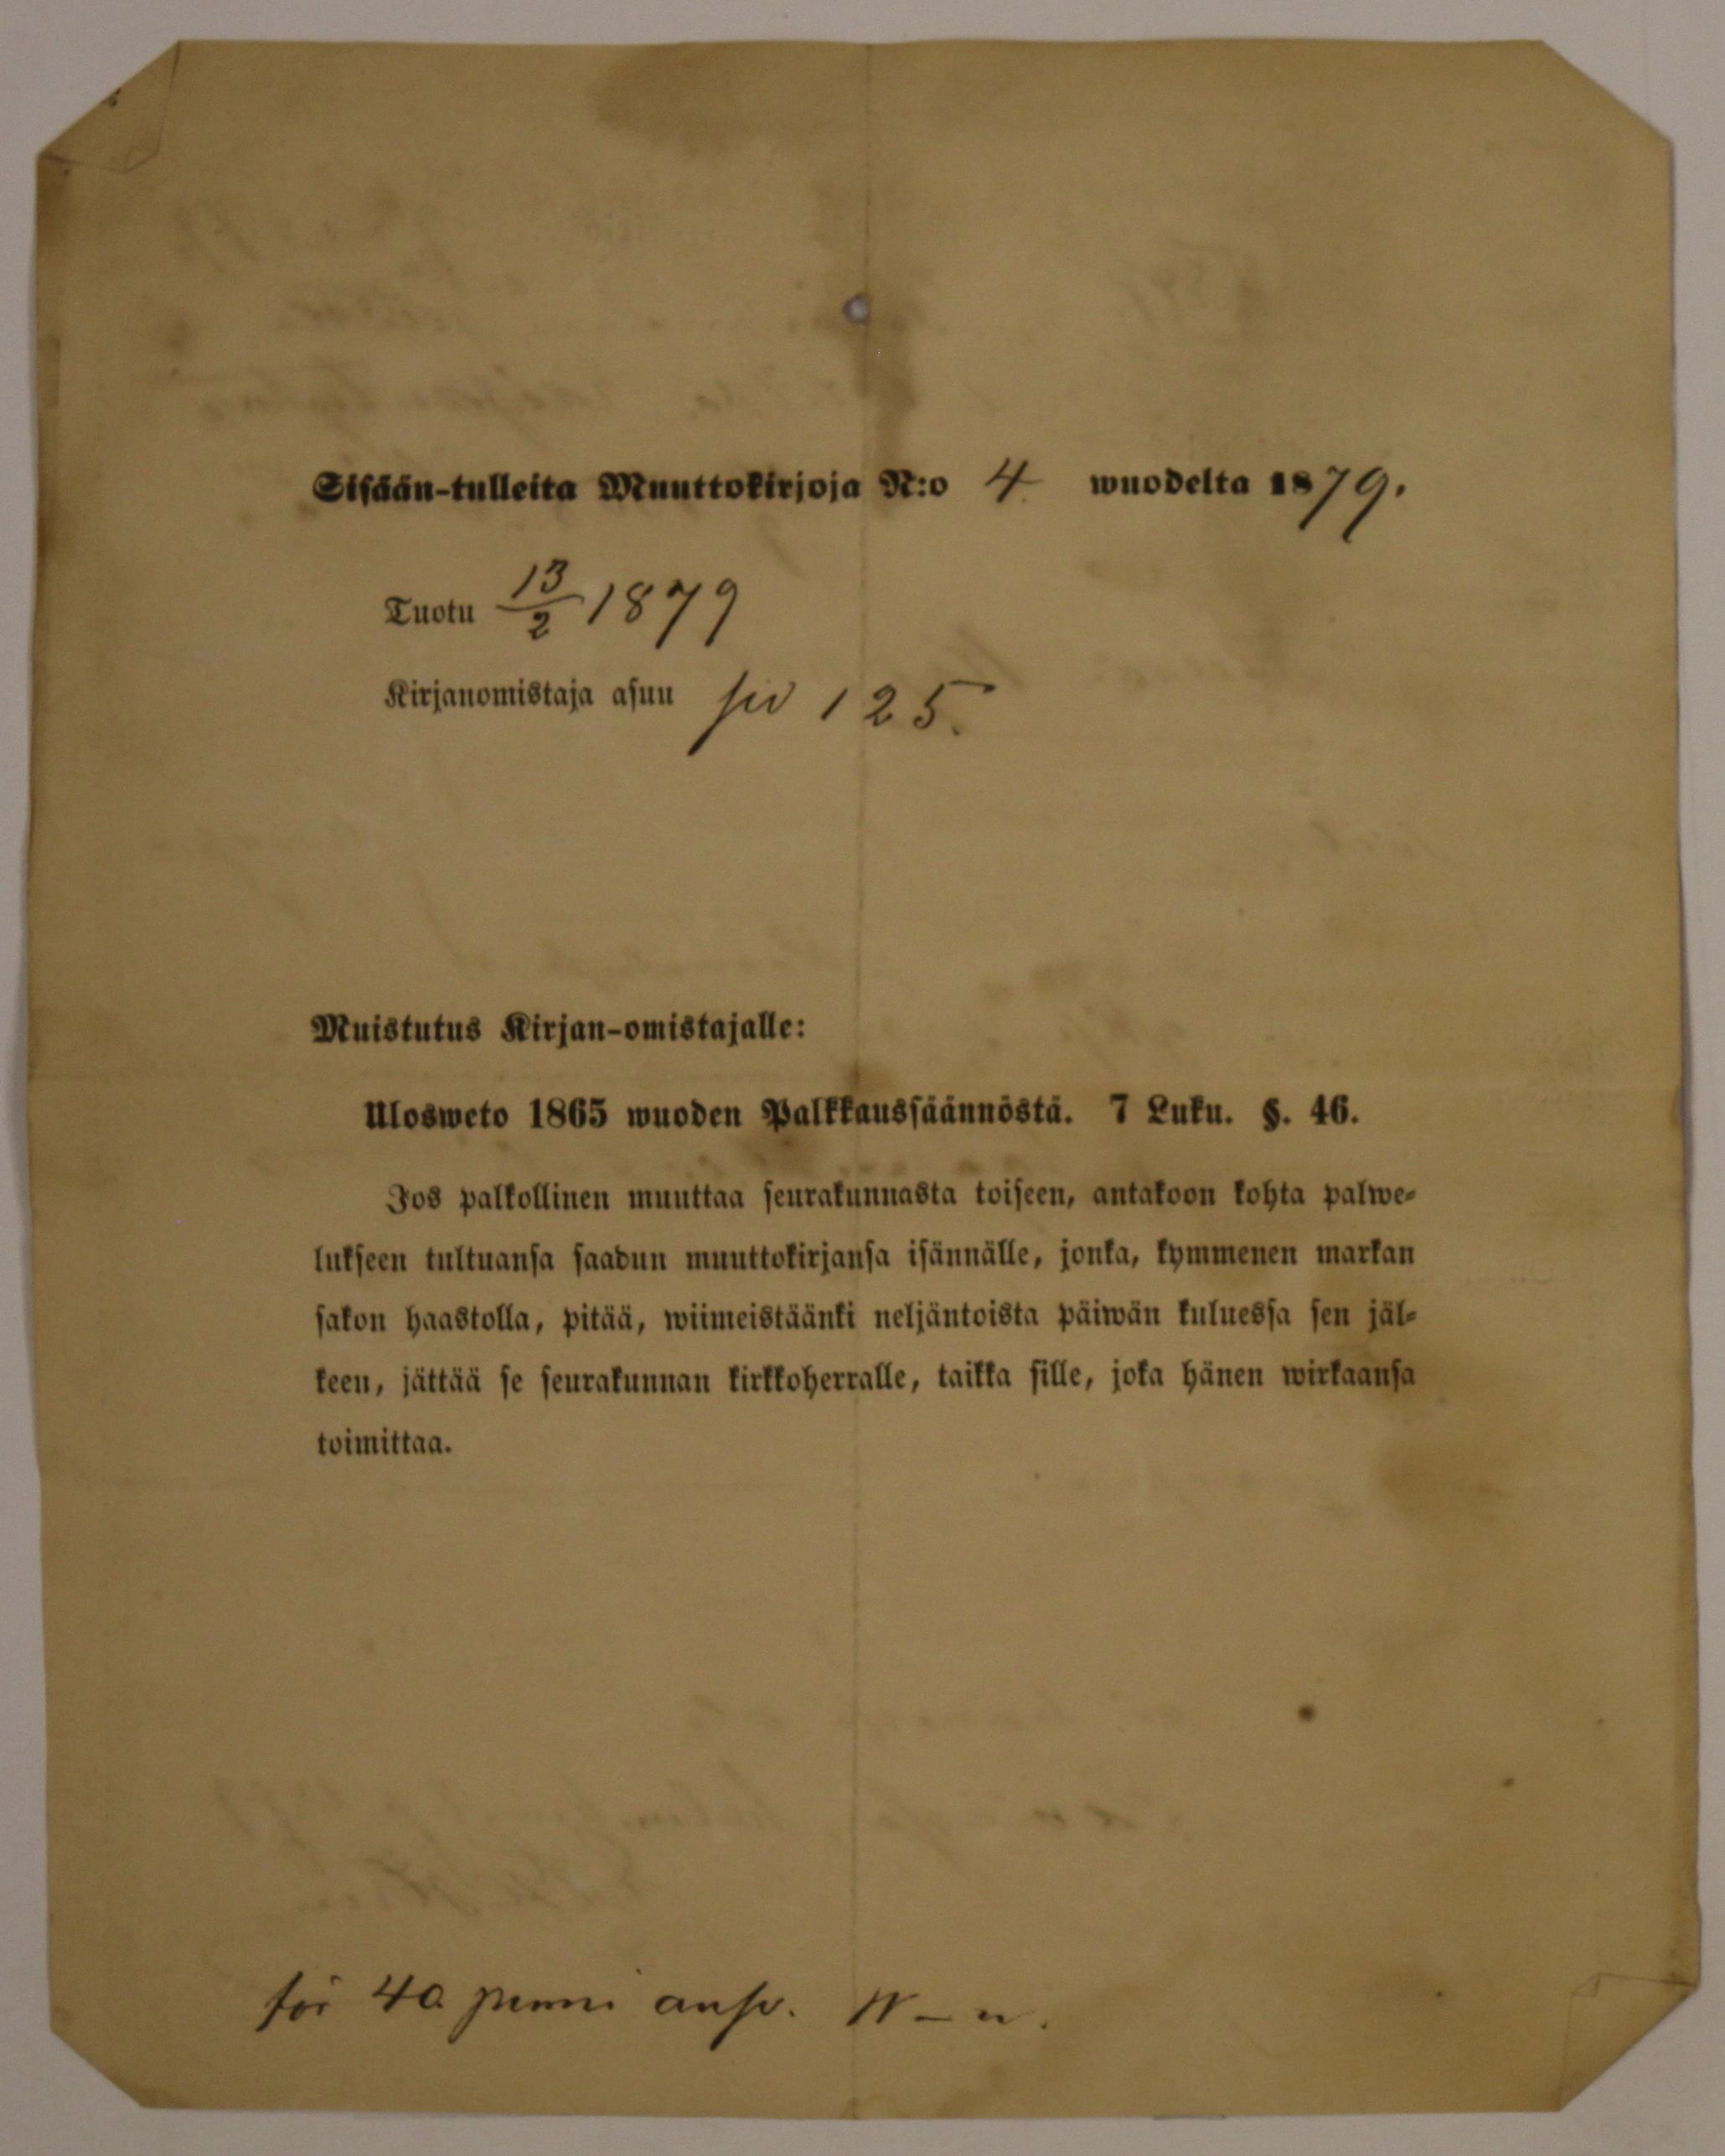 Sisään-tulleita Muuttokirjoja N:o 4 wuodelta 1879.
Tuotu 13/2 1879
Kirjanomistaja asuu siv 125.
Muistutus Kirjan-omistajalle:
Ulosweto 1865 wuoden Palkkaussäännöstä. 7 Luku. §. 46.
Jos palkollinen muuttaa seurakunnasta toiseen, antakoon kohta palwe-
lukseen tultuansa saadun muuttokirjansa isännälle, jonka, kymmenen markan
sakon haastolla, pitää, wiimeistäänki neljäntoista päiwän kuluessa sen jäl-
keen, jättää se seurakunnan kirkkoherralle, taikka sille, joka hänen wirkaansa
toimittaa.
för 40 penni ansv.